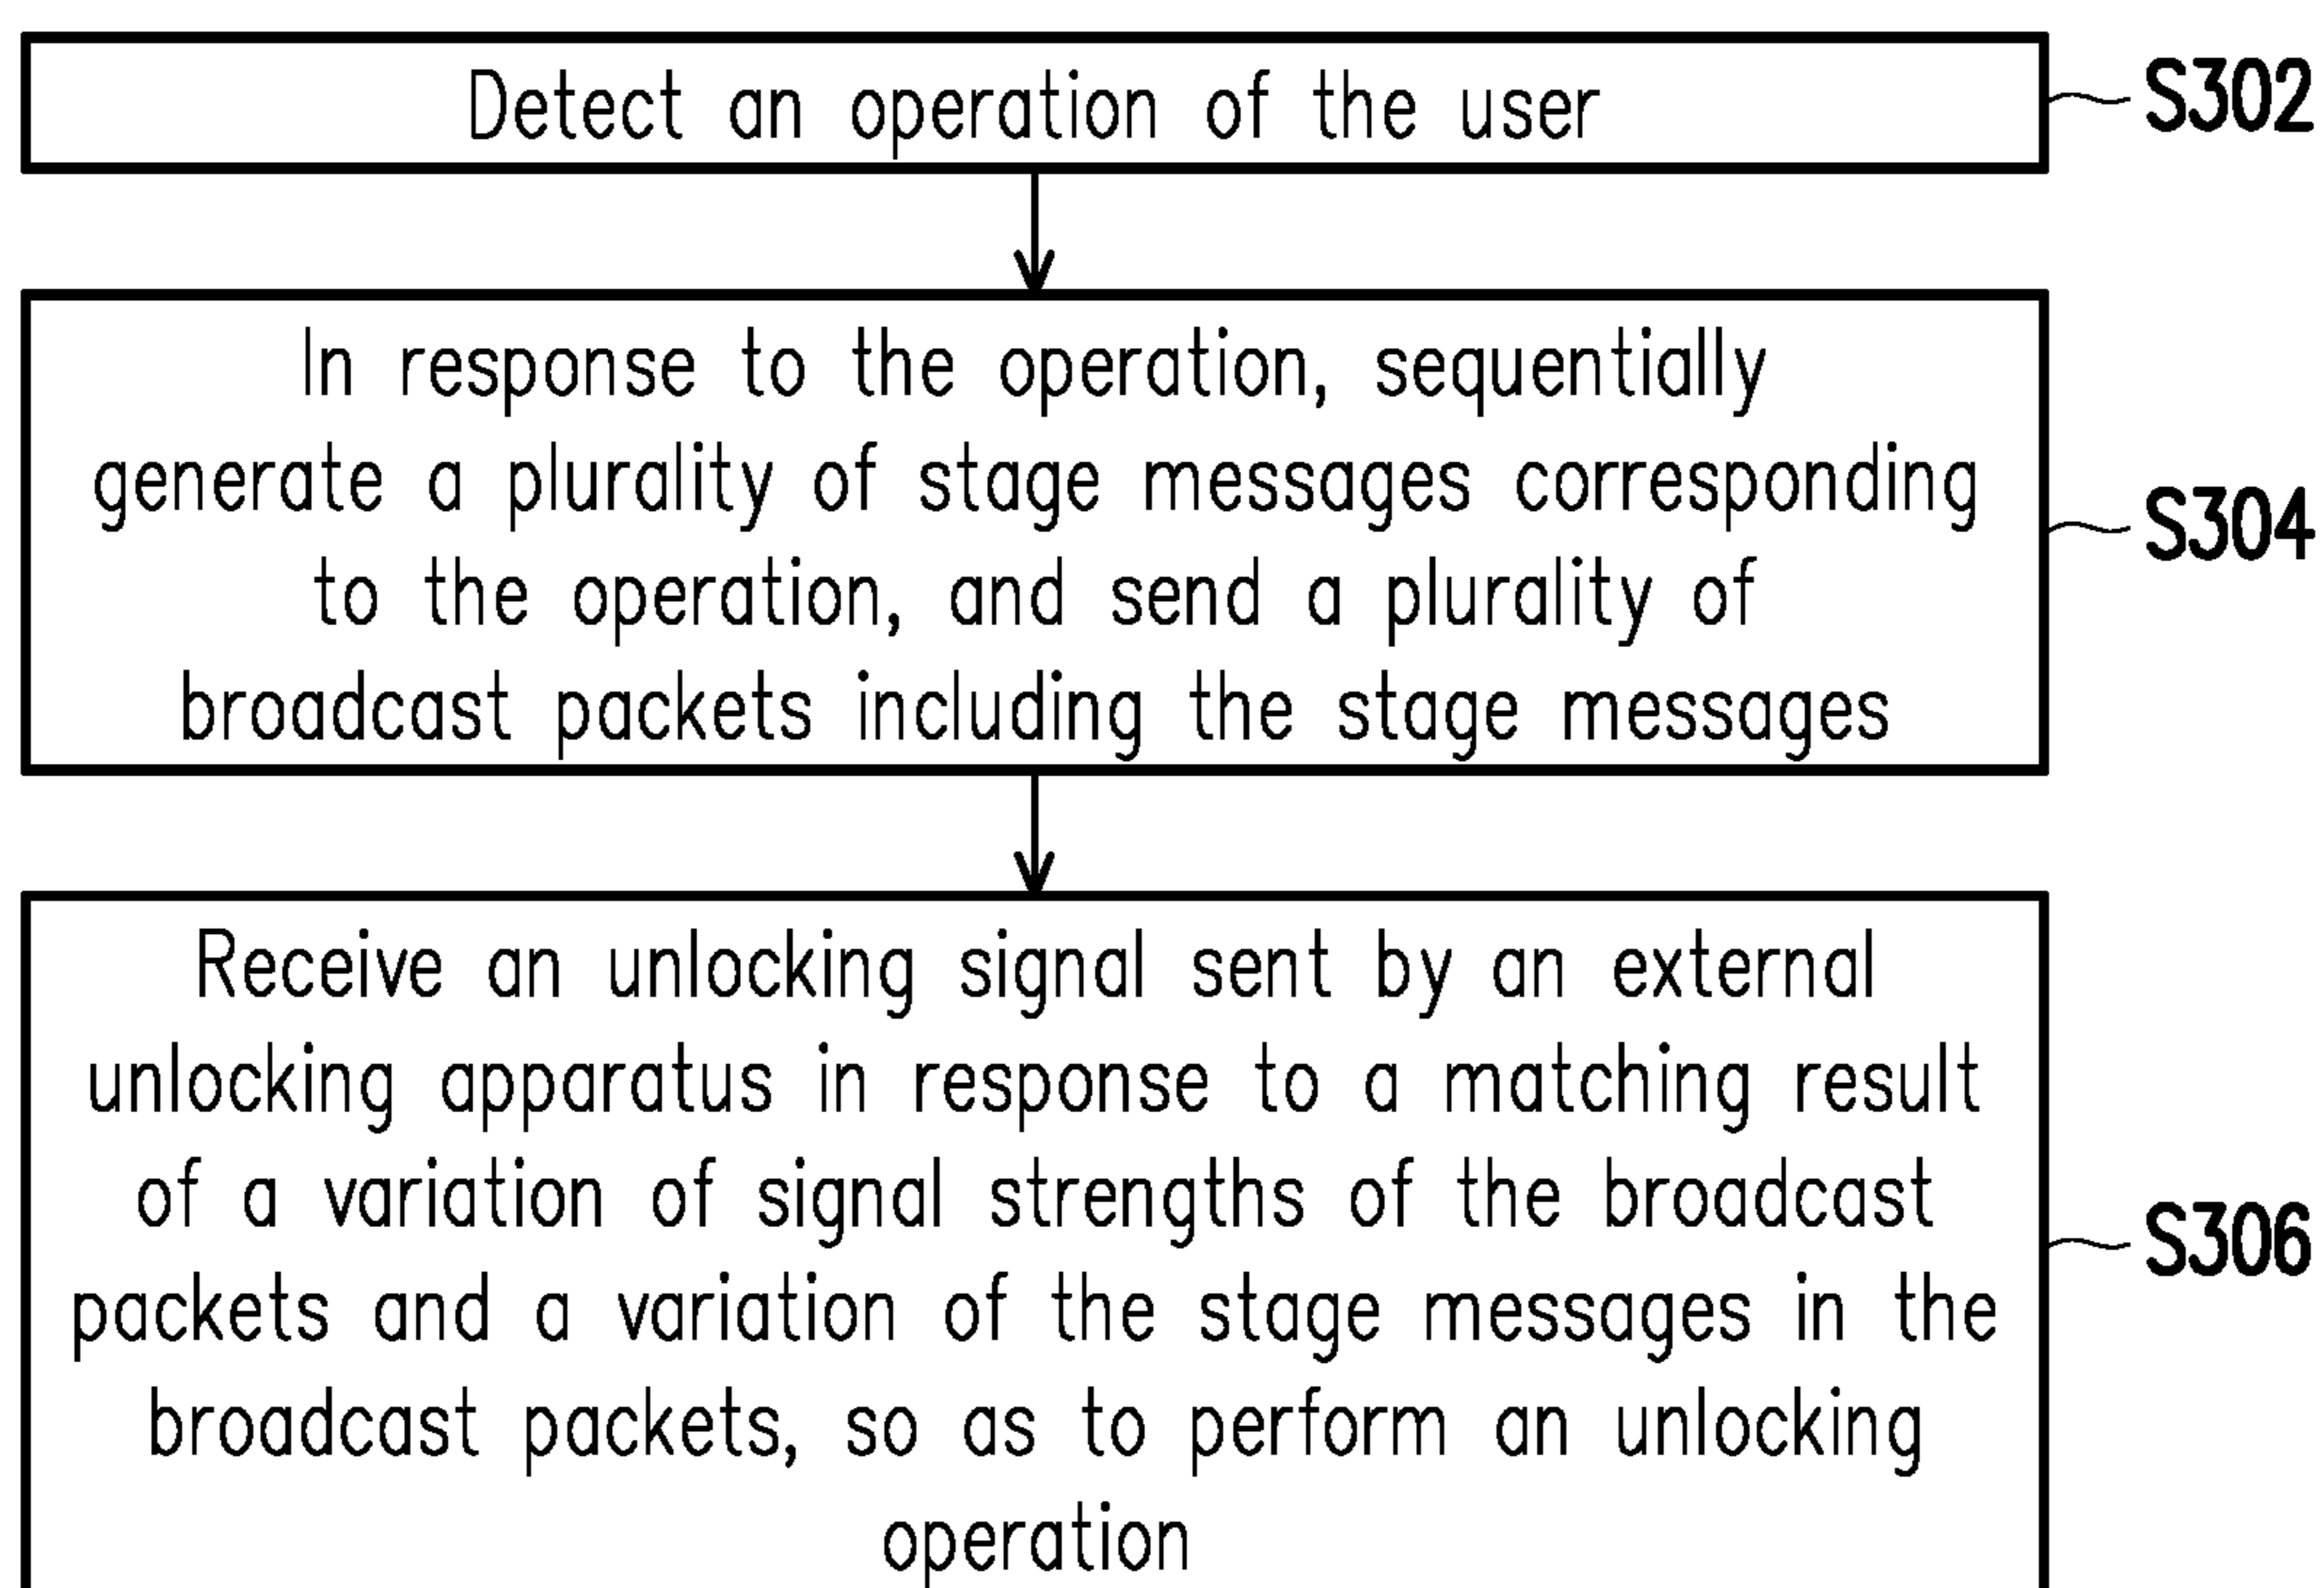 Detect an operation of the user
S302
In response to the operation, sequentially
generate a plurality of stage messages corresponding
to the operation, and send a plurality of
broadcast packets including the stage messages
S304
Receive an unlocking signal sent by an external
unlocking apparatus in response to a matching result
of a variation of signal strengths of the broadcast
packets and a variation of the stage messages in the
broadcast packets, so as to perform an unlocking
operation
S306